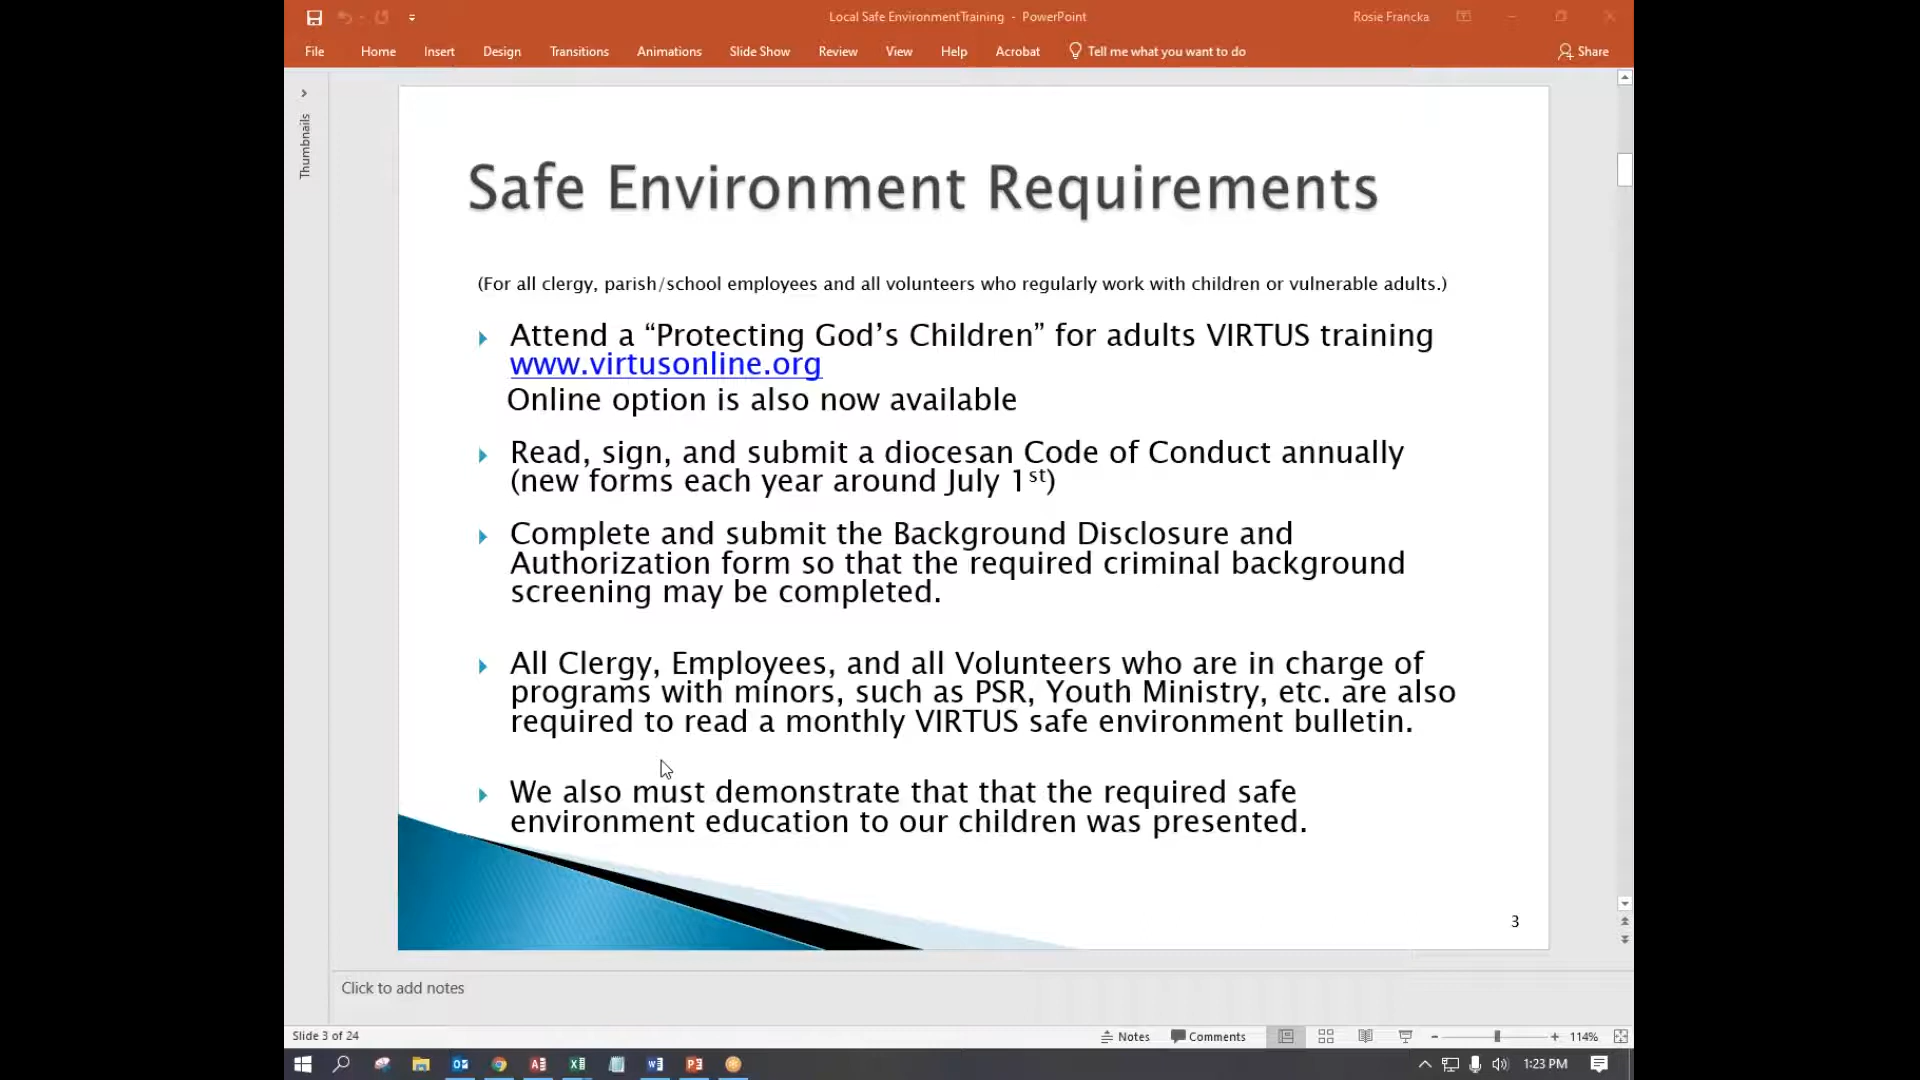 Local Safe EnvironmentTraining - PowerPoint
Rosie Francka
File Home Insert Design Transitions Animations Slide Show Review View Help Acrobat Tell me what you want to do Share
Thumbnails
Safe Environment Requirements
(For all clergy, parish/school employees and all volunteers who regularly work with children or vulnerable adults.)
Attend a “Protecting God’s Children” for adults VIRTUS training
www.virtusonline.org
Online option is also now available
Read, sign, and submit a diocesan Code of Conduct annually
(new forms each year around July 1st)
Complete and submit the Background Disclosure and
Authorization form so that the required criminal background
screening may be completed.
All Clergy, Employees, and all Volunteers who are in charge of
programs with minors, such as PSR, Youth Ministry, etc. are also
required to read a monthly VIRTUS safe environment bulletin.
We also must demonstrate that that the required safe
environment education to our children was presented.
3
Click to add notes
Slide 3 of 24
Notes Comments 114%
1:23 PM